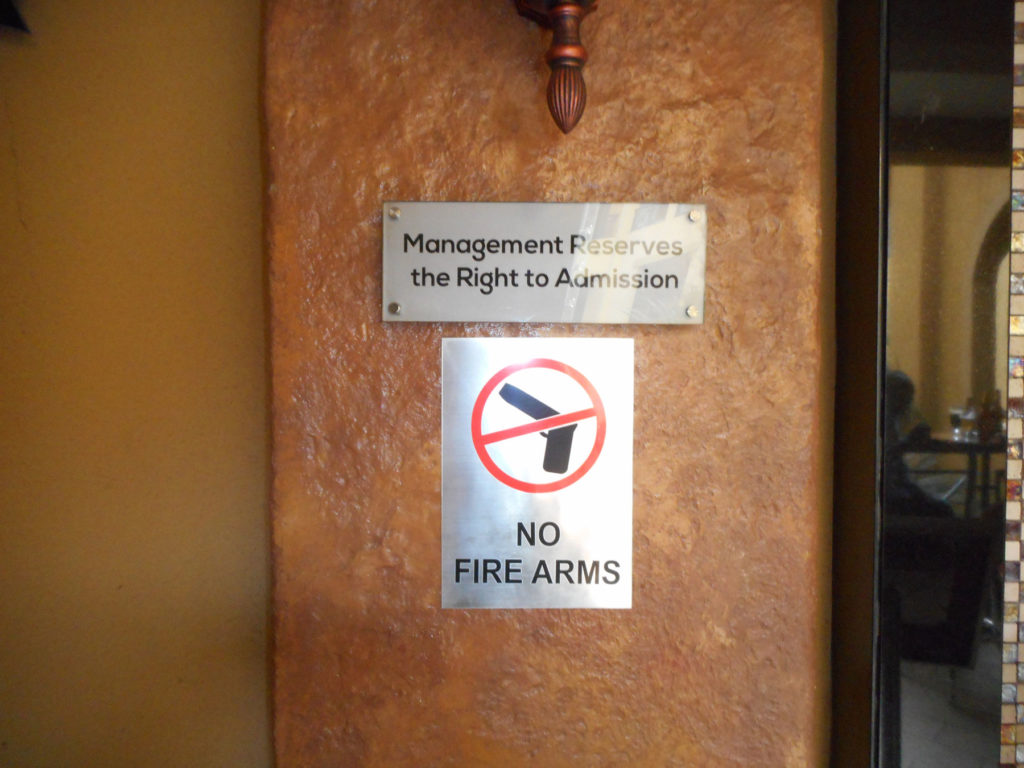 Management Reserves
the Right to Admission
NO
FIRE ARMS